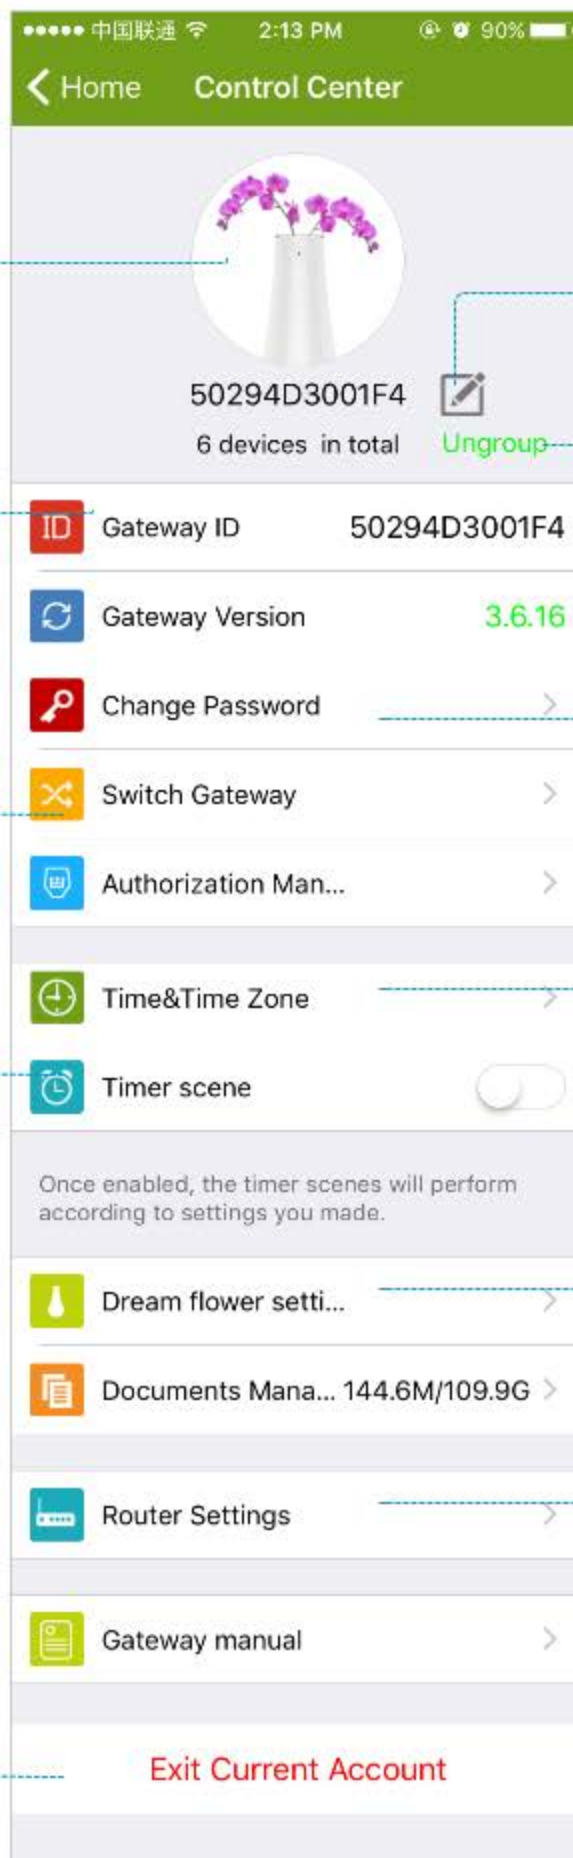 中国联通 2:13 PM 90%
Home Control Center
50294D3001F4
6 devices in total Ungroup
ID Gateway ID 50294D3001F4
Gateway Version 3.6.16
Change Password
Switch Gateway
Authorization Man...
Time&Time Zone
Timer scene
Once enabled, the timer scenes will perform
according to settings you made.
Dream flower setti...
Documents Mana... 144.6M/109.9G
Router Settings
Gateway manual
Exit Current Account